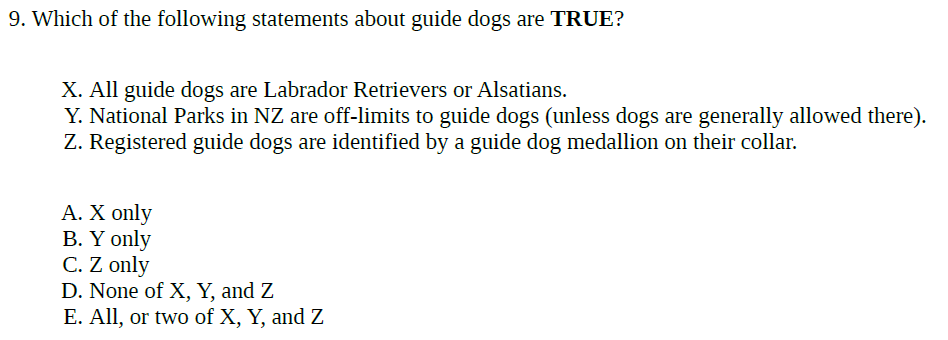 9. Which of the following statements about guide dogs are TRUE?
X. All guide dogs are Labrador Retrievers or Alsatians.
Y. National Parks in NZ are off-limits to guide dogs (unless dogs are generally allowed there).
Z. Registered guide dogs are identified by a guide dog medallion on their collar.
A. X only
B. Y only
C. Z only
D. None of X, Y, and Z
E. All, or two of X, Y, and Z